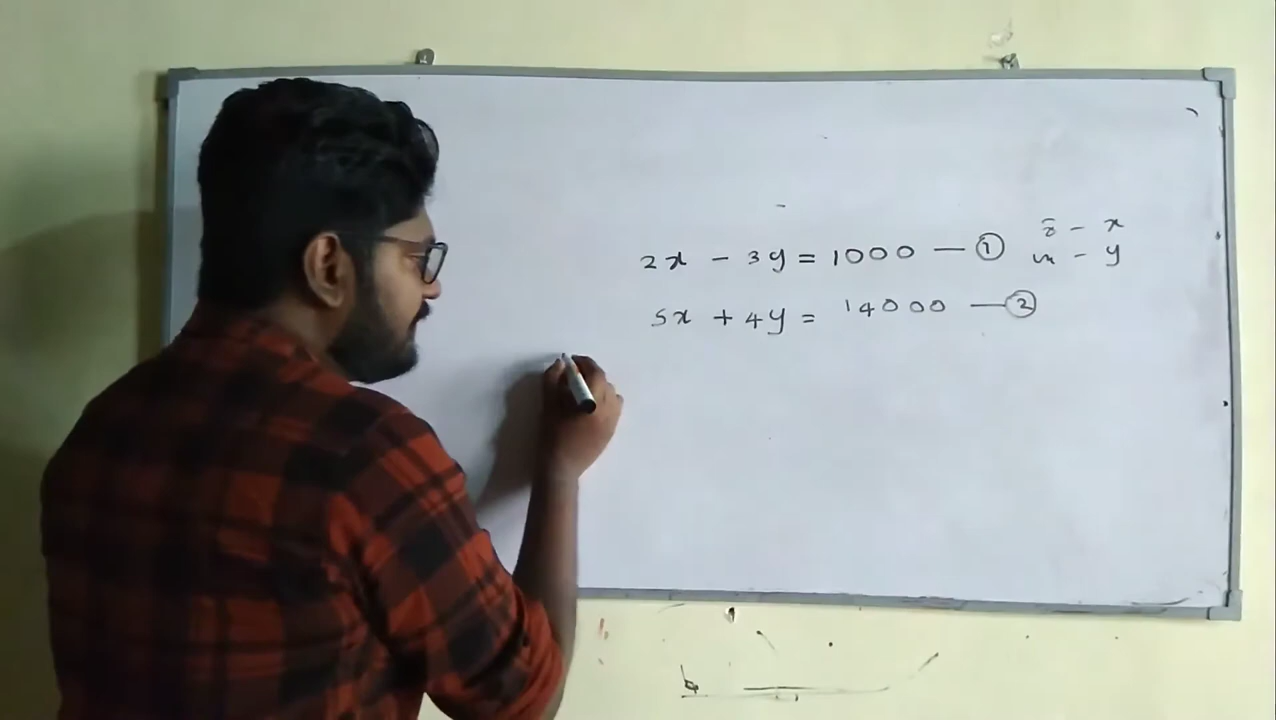 2x - 3y = 1000 — ①
5x + 4y = 14000 — ②
- x
- y